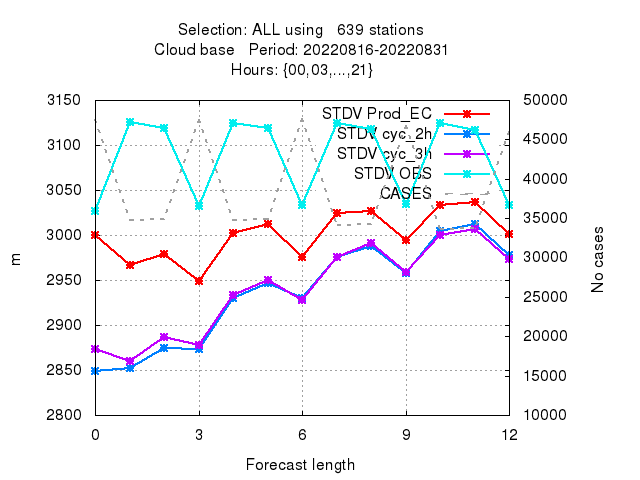 Selection: ALL using   639 stations
Cloud base   Period: 20220816-20220831
Hours: {00,03,...,21}
3150
3100
3050
3000
2950
2900
2850
2800
m
STDV Prod_EC
STDV cyc_2h
STDV cyc_3h
STDV OBS
CASES
50000
45000
40000
35000
30000
25000
20000
15000
10000
No cases
0 3 6 9 12
Forecast length